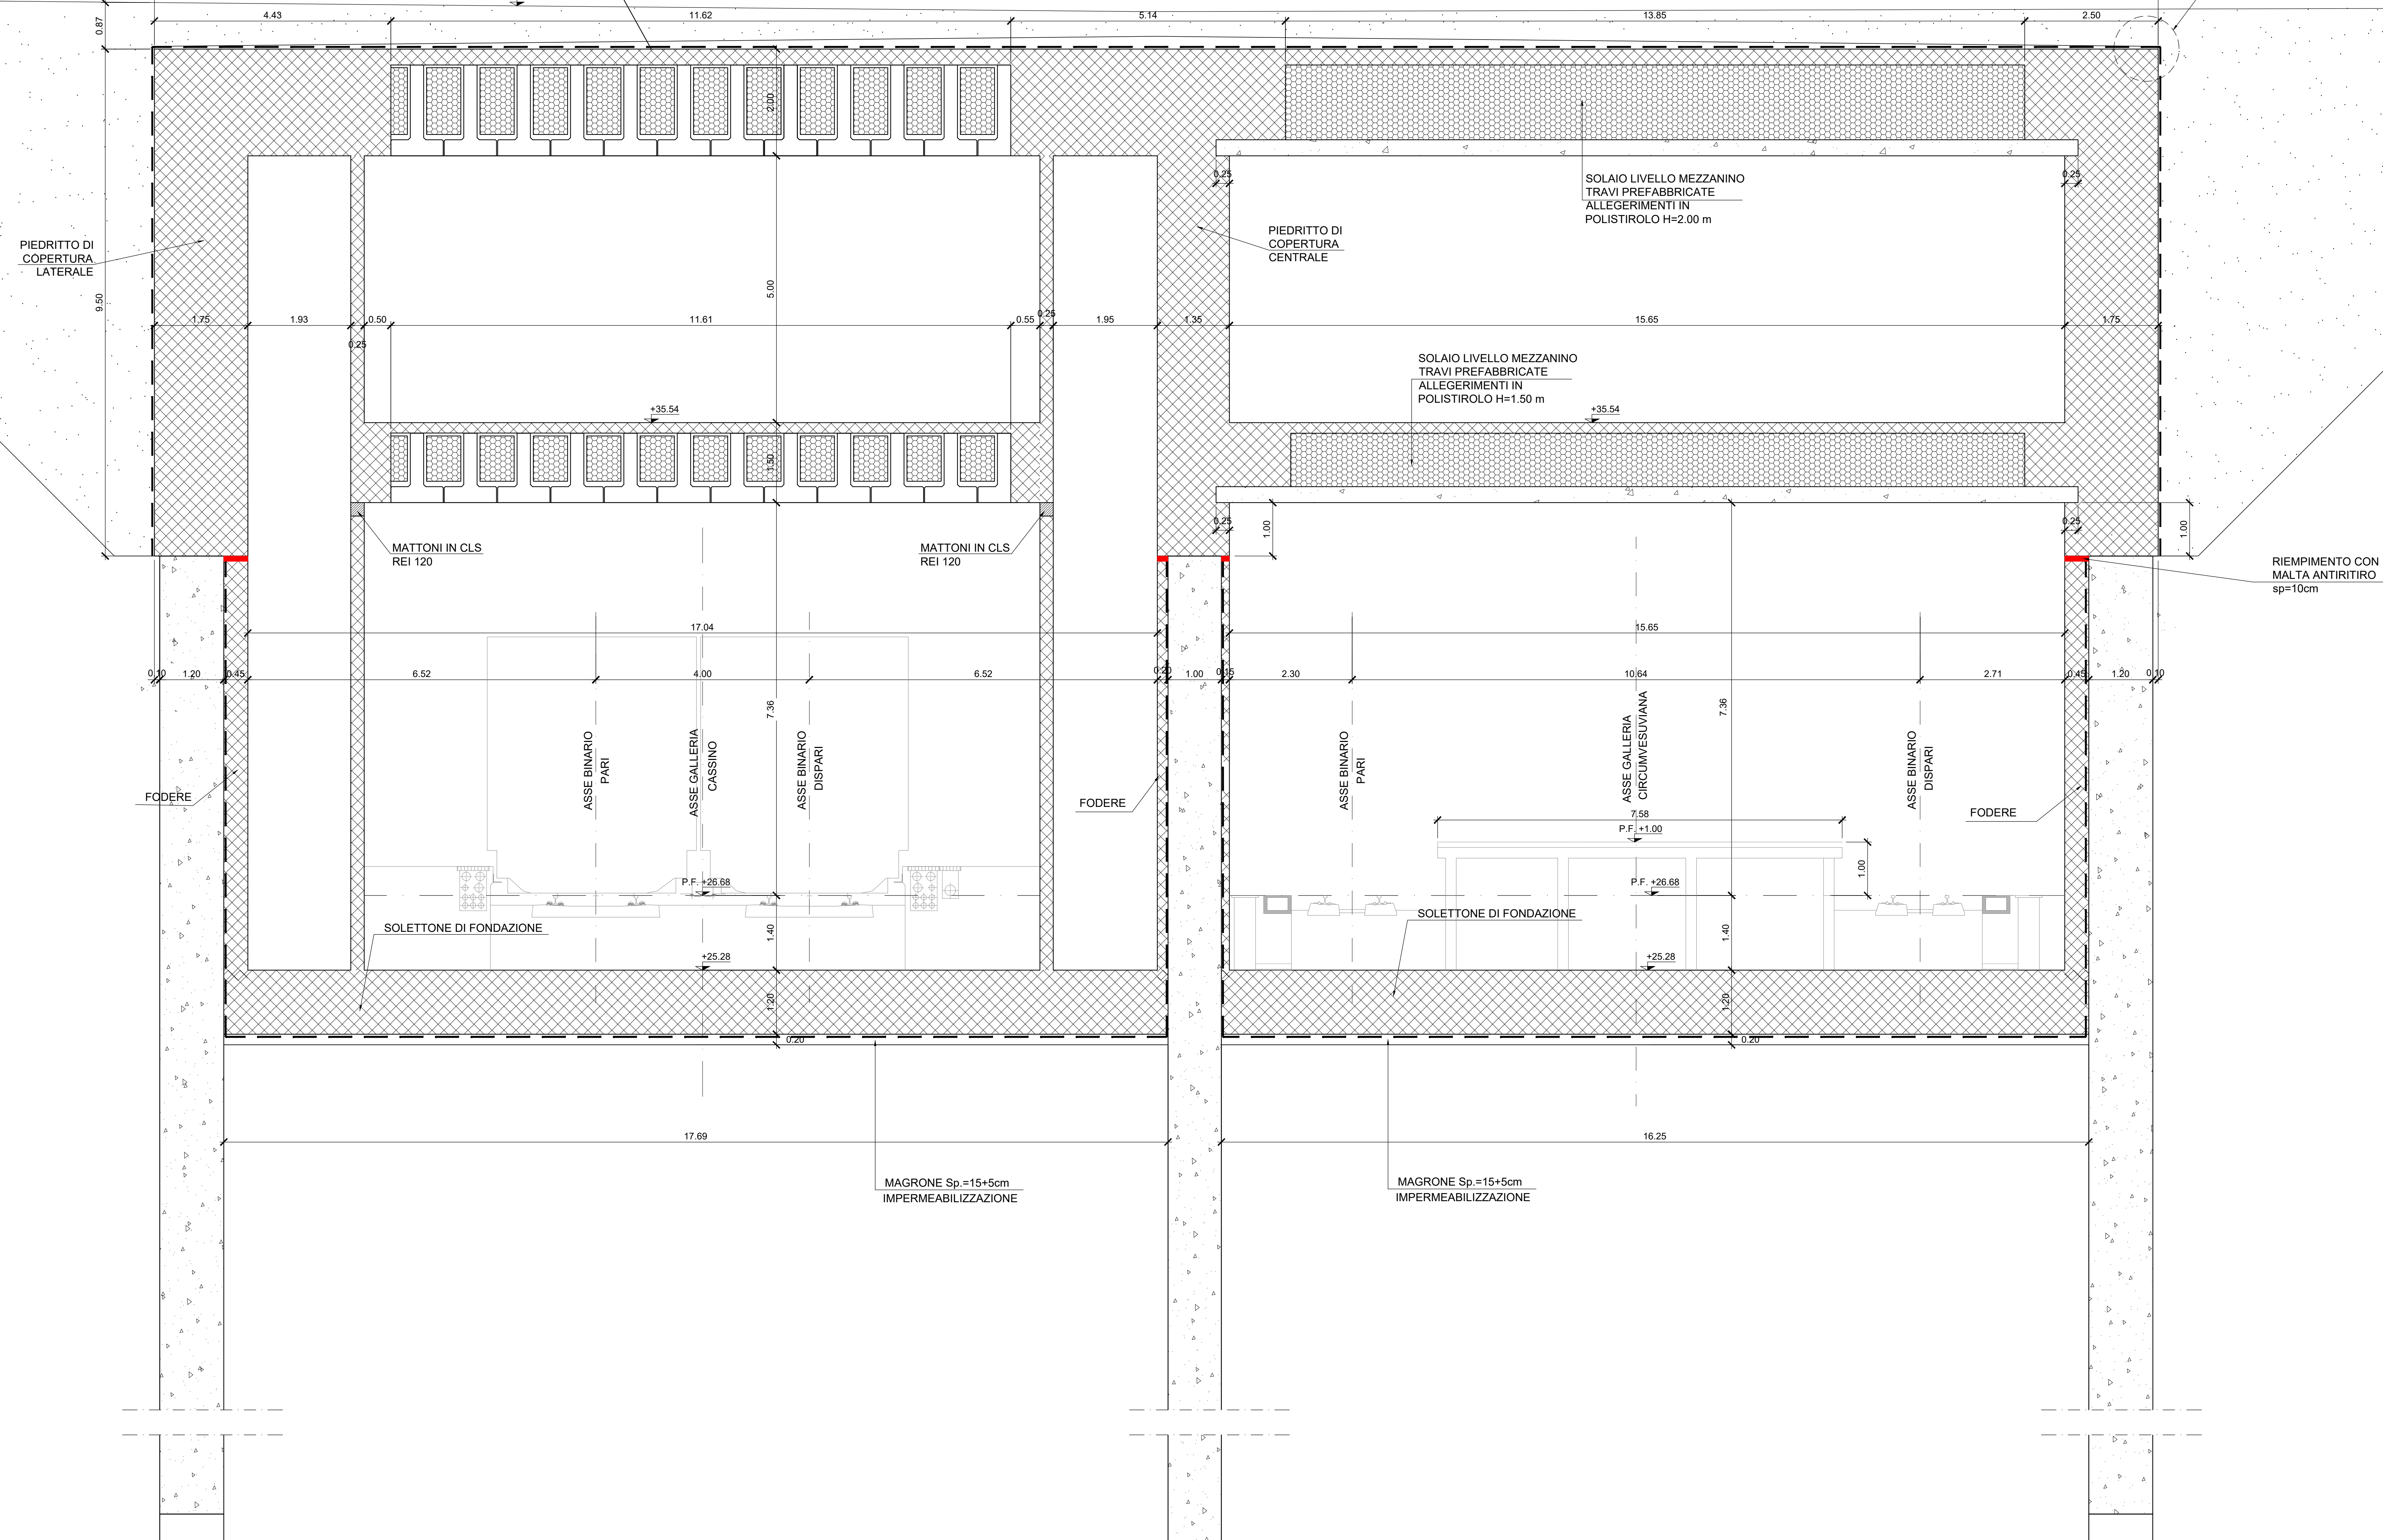 4.43
11.62
5.14
13.85
2.50
0.87
2.00
0.25
0.25
SOLAIO LIVELLO MEZZANINO
TRAVI PREFABBRICATE
ALLEGERIMENTI IN
POLISTIROLO H=2.00 m
PIEDRITTO DI
COPERTURA
LATERALE
PIEDRITTO DI
COPERTURA
CENTRALE
9.50
5.00
1.75
1.93
0.25
0.50
11.61
0.55
0.25
1.95
1.35
15.65
1.75
SOLAIO LIVELLO MEZZANINO
TRAVI PREFABBRICATE
ALLEGERIMENTI IN
POLISTIROLO H=1.50 m
+35.54
+35.54
1.50
0.25
1.00
0.25
1.00
MATTONI IN CLS
REI 120
MATTONI IN CLS
REI 120
RIEMPIMENTO CON
MALTA ANTIRITIRO
sp=10cm
17.04
15.65
0.10
1.20
0.45
6.52
4.00
6.52
0.20
1.00
0.15
2.30
10.64
2.71
0.45
1.20
0.10
7.36
7.36
ASSE BINARIO
PARI
ASSE GALLERIA
CASSINO
ASSE BINARIO
DISPARI
ASSE BINARIO
PARI
ASSE GALLERIA
CIRCUMVESUVIANA
ASSE BINARIO
DISPARI
FODERE
FODERE
FODERE
7.58
P.F. +1.00
1.00
P.F. +26.68
P.F. +26.68
SOLETTONE DI FONDAZIONE
SOLETTONE DI FONDAZIONE
1.40
1.40
+25.28
+25.28
1.20
1.20
0.20
0.20
17.69
16.25
MAGRONE Sp.=15+5cm
IMPERMEABILIZZAZIONE
MAGRONE Sp.=15+5cm
IMPERMEABILIZZAZIONE